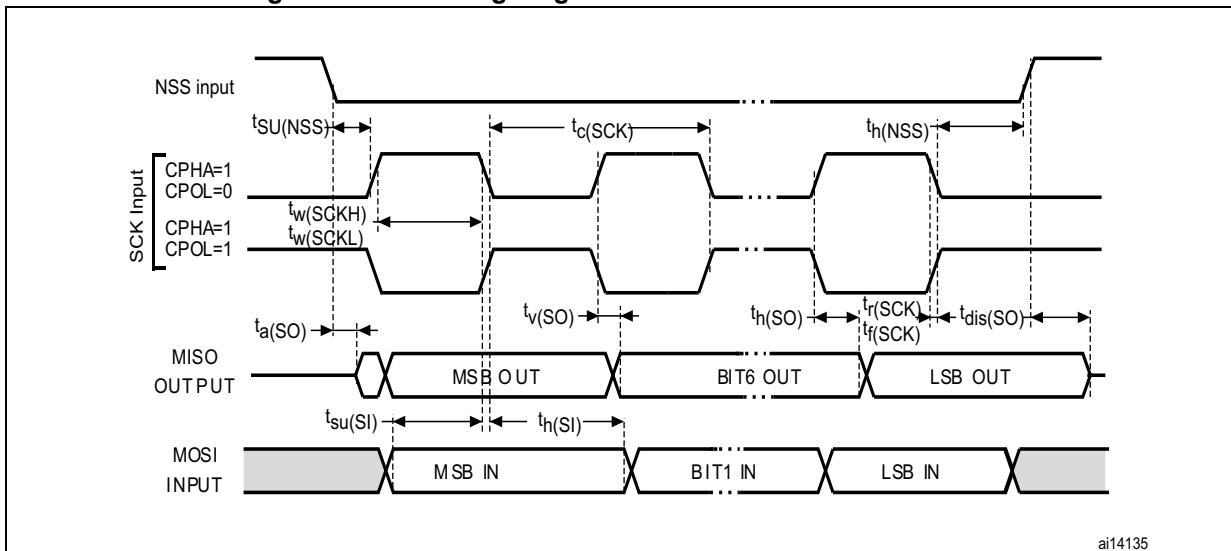 NSS input
tSU(NSS)
tc(SCK)
th(NSS)
SCK Input
CPHA=1
CPOL=0
tw(SCKH)
tw(SCKL)
CPHA=1
CPOL=1
ta(SO)
tv(SO)
th(SO)
tr(SCK)
tf(SCK)
tdis(SO)
MISO
OUTPUT
MSB OUT
BIT6 OUT
LSB OUT
tsu(SI)
th(SI)
MOSI
INPUT
MSB IN
BIT1 IN
LSB IN
ai14135